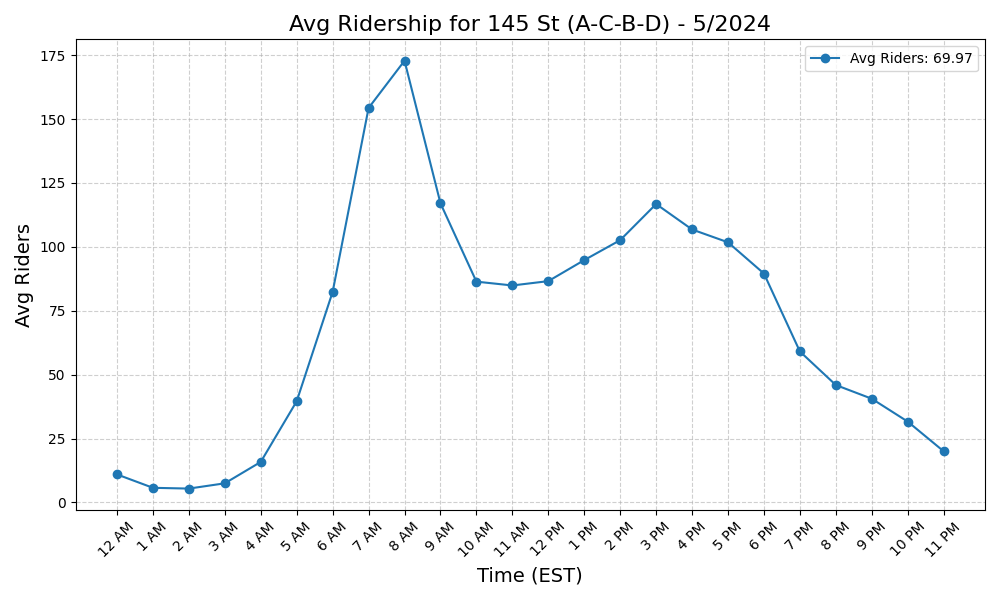 Avg Ridership for 145 St (A-C-B-D) - 5/2024
Avg Riders: 69.97
Avg Riders
175
150
125
100
75
50
25
0
12 AM
1 AM
2 AM
3 AM
4 AM
5 AM
6 AM
7 AM
8 AM
9 AM
10 AM
11 AM
12 PM
1 PM
2 PM
3 PM
4 PM
5 PM
6 PM
7 PM
8 PM
9 PM
10 PM
11 PM
Time (EST)